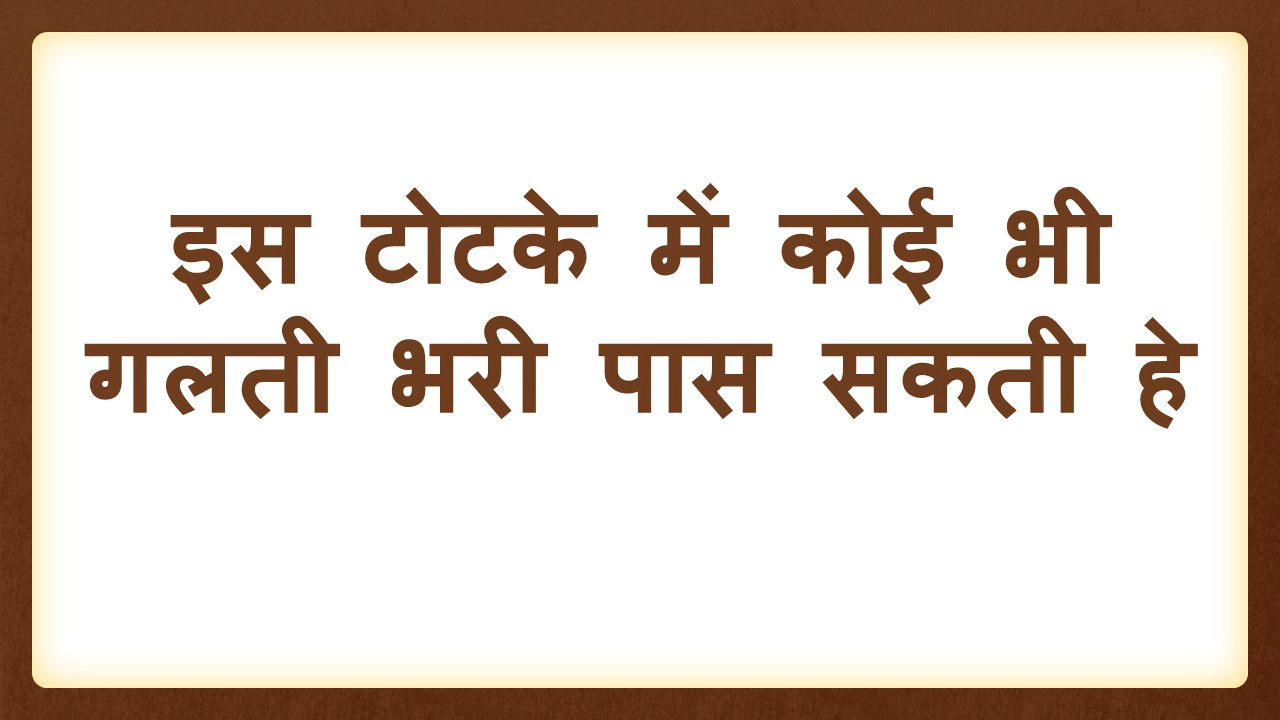 इस टोटके में कोई भी
गलती भरी पास सकती हे